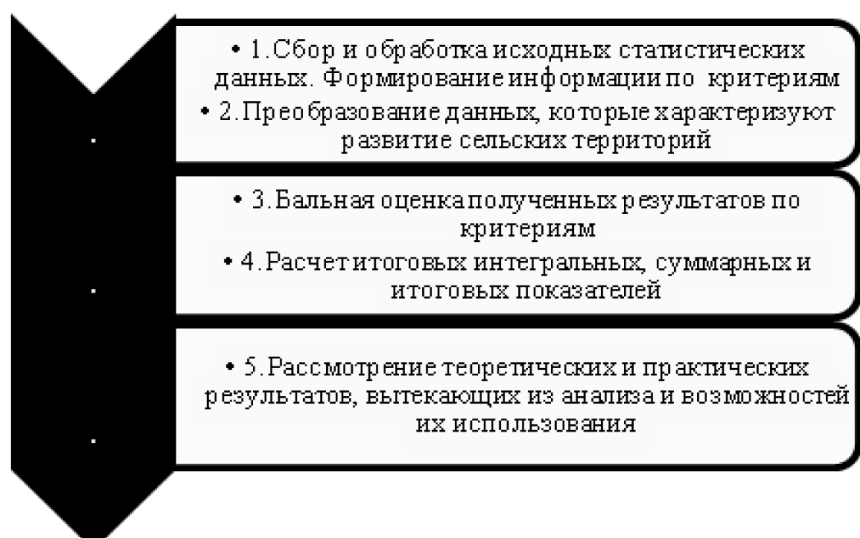 • 1.Сбор и обработка исходных статистических
данных. Формирование информации по критериям
• 2.Преобразование данных, которые характеризуют
развитие сельских территорий
• 3.Бальная оценка полученных результатов по
критериям
• 4.Расчет итоговых интегральных, суммарных и
итоговых показателей
• 5.Рассмотрение теоретических и практических
результатов, вытекающих из анализа и возможностей
их использования